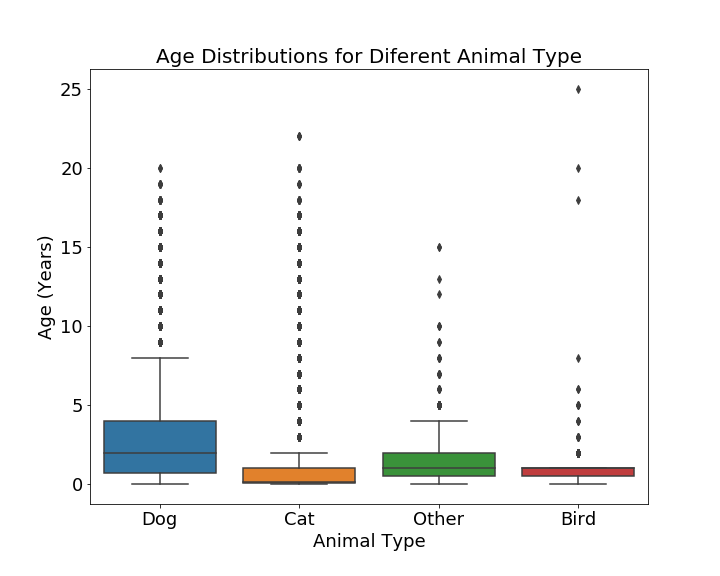 Age Distributions for Diferent Animal Type
Age (Years)
25
20
15
10
5
0
Dog Cat Other Bird
Animal Type